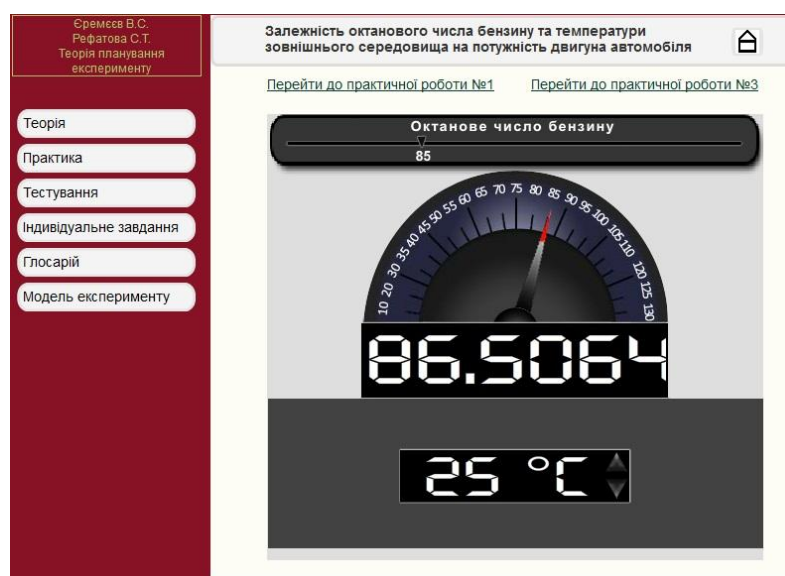 Єремєєв В.С.
Рефатова С.Т.
Теорія планування
експерименту
Залежність октанового числа бензину та температури
зовнішнього середовища на потужність двигуна автомобіля
Перейти до практичної роботи №1 Перейти до практичної роботи №3
Теорія
Практика
Тестування
Індивідуальне завдання
Глосарій
Модель експерименту
Октанове число бензину
85
10 20 30 35 40 45 50 55 60 65 70 75 80 85 90 95 100 105 110 120 125 130
86.5064
25 °C